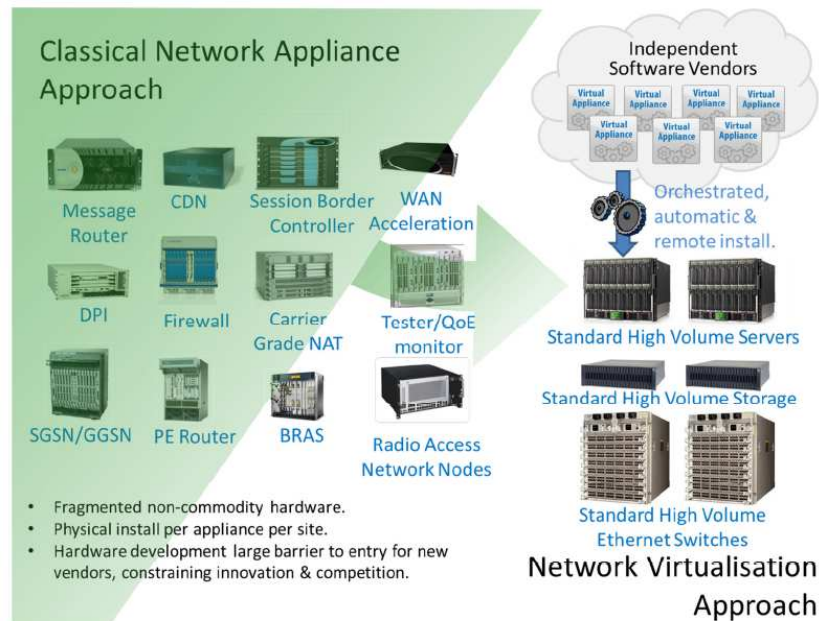 Classical Network Appliance
Approach
Message
Router
CDN
Session Border
Controller
WAN
Acceleration
DPI
Firewall
Carrier
Grade NAT
Tester/QoE
monitor
SGSN/GGSN
PE Router
BRAS
Radio Access
Network Nodes
• Fragmented non-commodity hardware.
• Physical install per appliance per site.
• Hardware development large barrier to entry for new
vendors, constraining innovation & competition.
Independent
Software Vendors
Virtual
Appliance
Virtual
Appliance
Virtual
Appliance
Virtual
Appliance
Virtual
Appliance
Virtual
Appliance
Virtual
Appliance
Orchestrated,
automatic &
remote install.
Standard High Volume Servers
Standard High Volume Storage
Standard High Volume
Ethernet Switches
Network Virtualisation
Approach